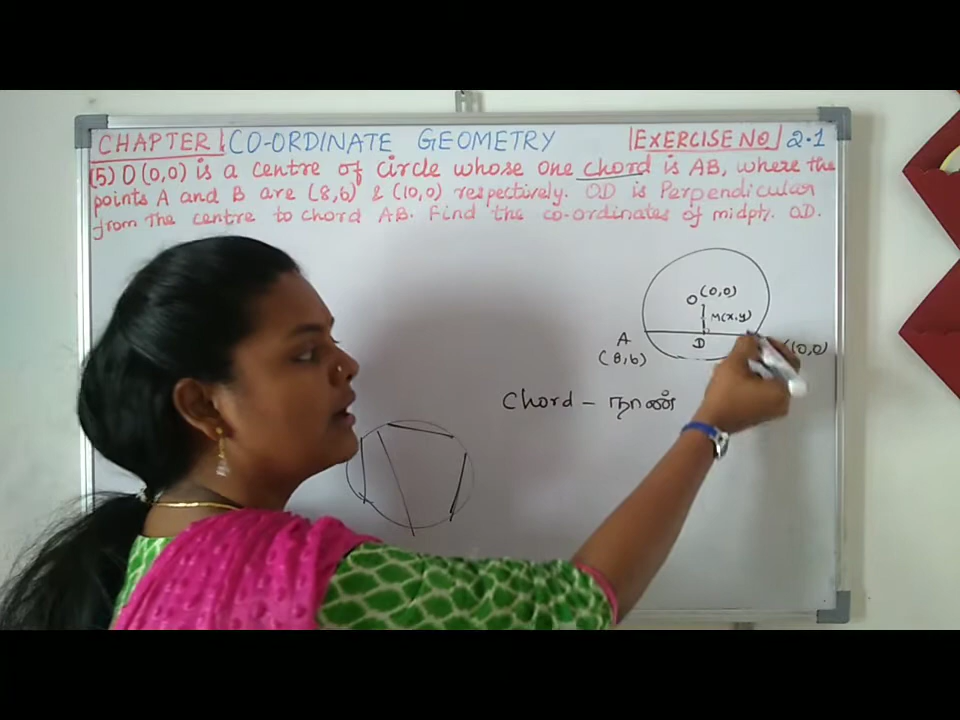 CHAPTER CO-ORDINATE GEOMETRY EXERCISE NO 2.1
(5) O (0,0) is a centre of circle whose one chord is AB, where the
points A and B are (8,6) & (10,0) respectively. OD is Perpendicular
from The centre to chord AB. Find the co-ordinates of midpt. OD.
O (0,0)
M(x,y)
A
D
(8,6)
(10,0)
Chord - நாண்